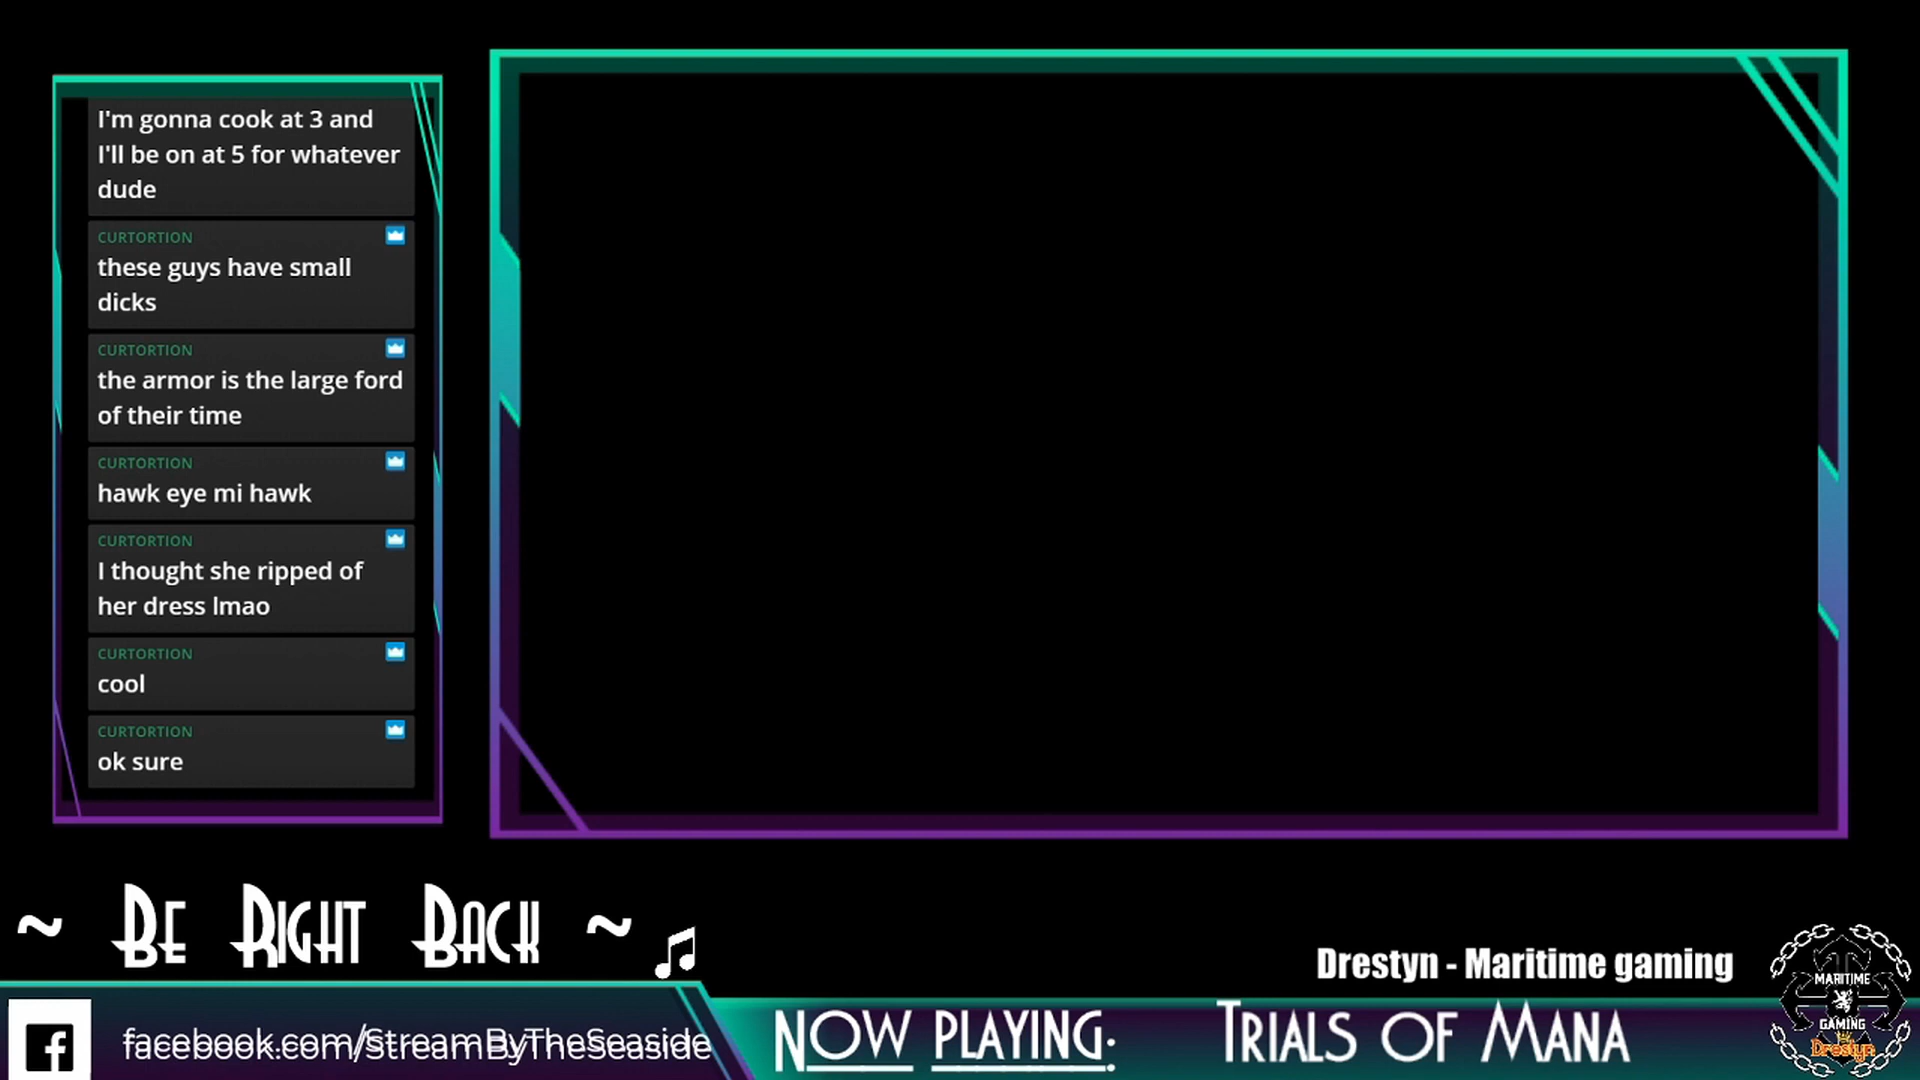 I'm gonna cook at 3 and
I'll be on at 5 for whatever
dude
CURTORTION
these guys have small
dicks
CURTORTION
the armor is the large ford
of their time
CURTORTION
hawk eye mi hawk
CURTORTION
I thought she ripped of
her dress lmao
CURTORTION
cool
CURTORTION
ok sure
~ BE RIGHT BACK ~
Drestyn - Maritime gaming
facebook.com/StreamByTheSeaside
NOW PLAYING:
TRIALS OF MANA
MARITIME
GAMING
Drestyn